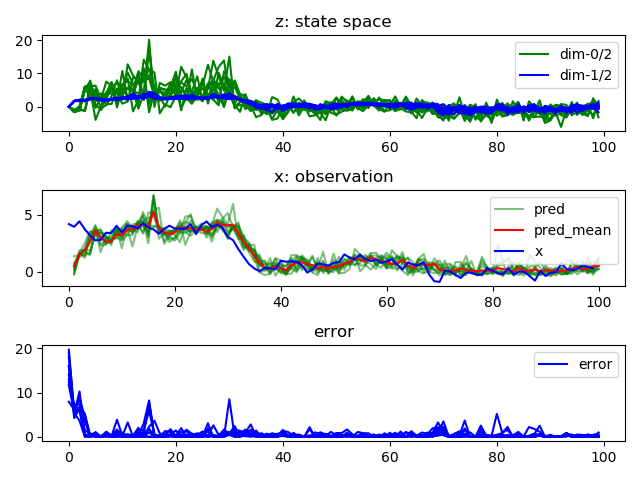 z: state space
20
10
0
dim-0/2
dim-1/2
0 20 40 60 80 100
x: observation
5
0
pred
pred_mean
x
0 20 40 60 80 100
error
20
10
0
error
0 20 40 60 80 100